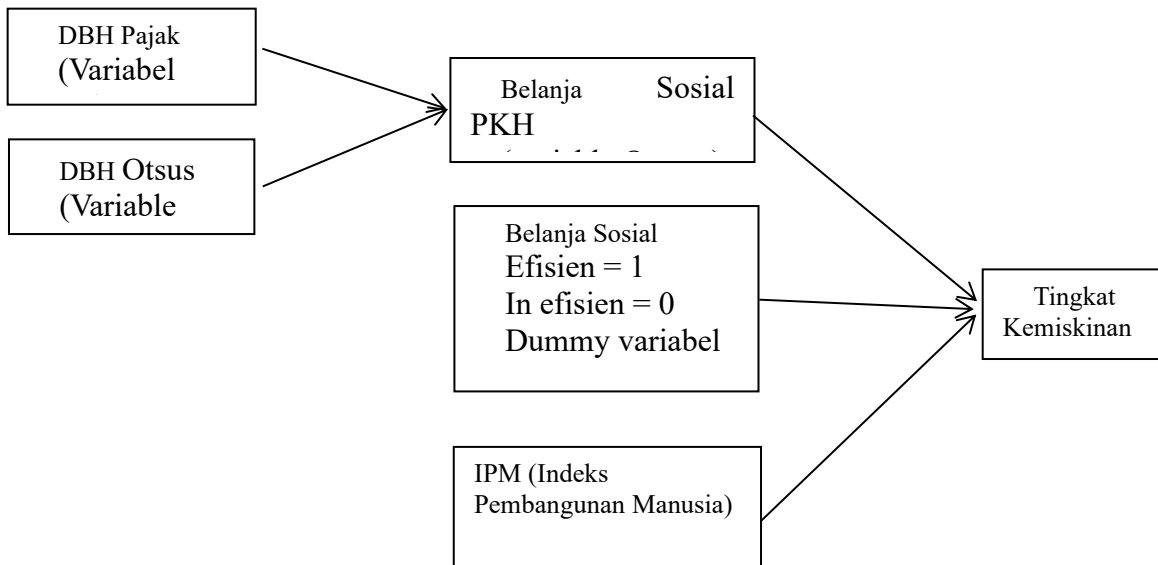 DBH Pajak
(Variabel
DBH Otsus
(Variable
Belanja Sosial
PKH
Belanja Sosial
Efisien = 1
In efisien = 0
Dummy variabel
IPM (Indeks
Pembangunan Manusia)
Tingkat
Kemiskinan